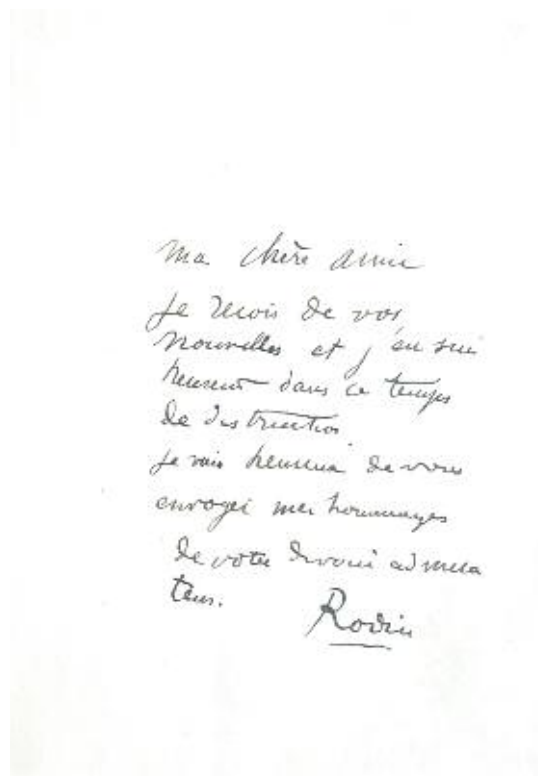 Ma chère amie
Je reçois de vos
nouvelles et j'en suis
heureux dans ce temps
de destruction
Je suis heureux de vous
envoyer mes hommages
de votre dévoué admira
teur.
Rodin